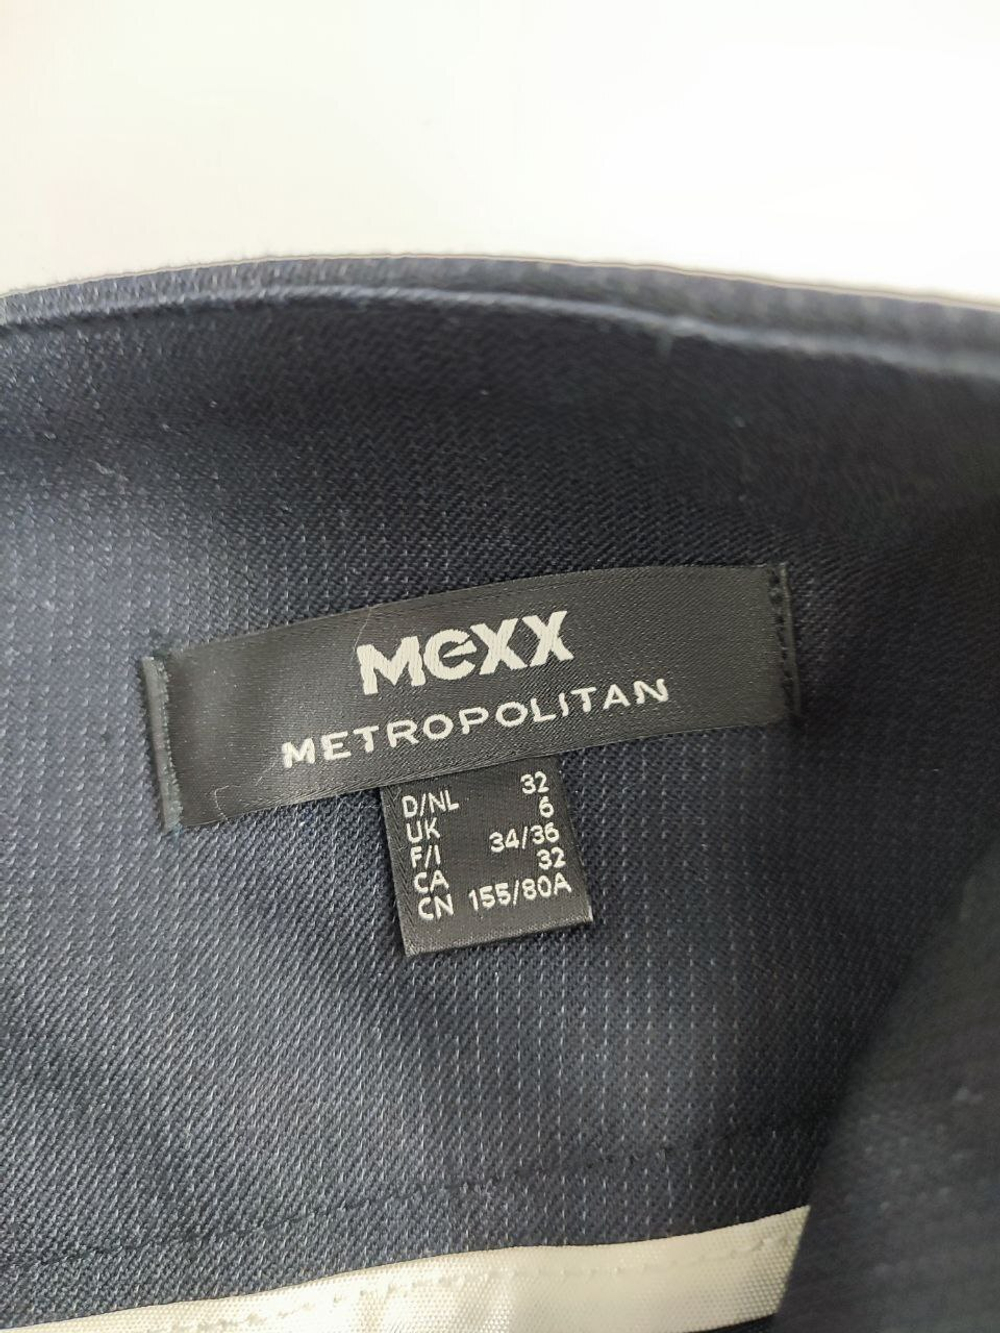 Mexx
METROPOLITAN
D/NL 32
UK 6
F/I 34/36
CA 32
CN 155/80A